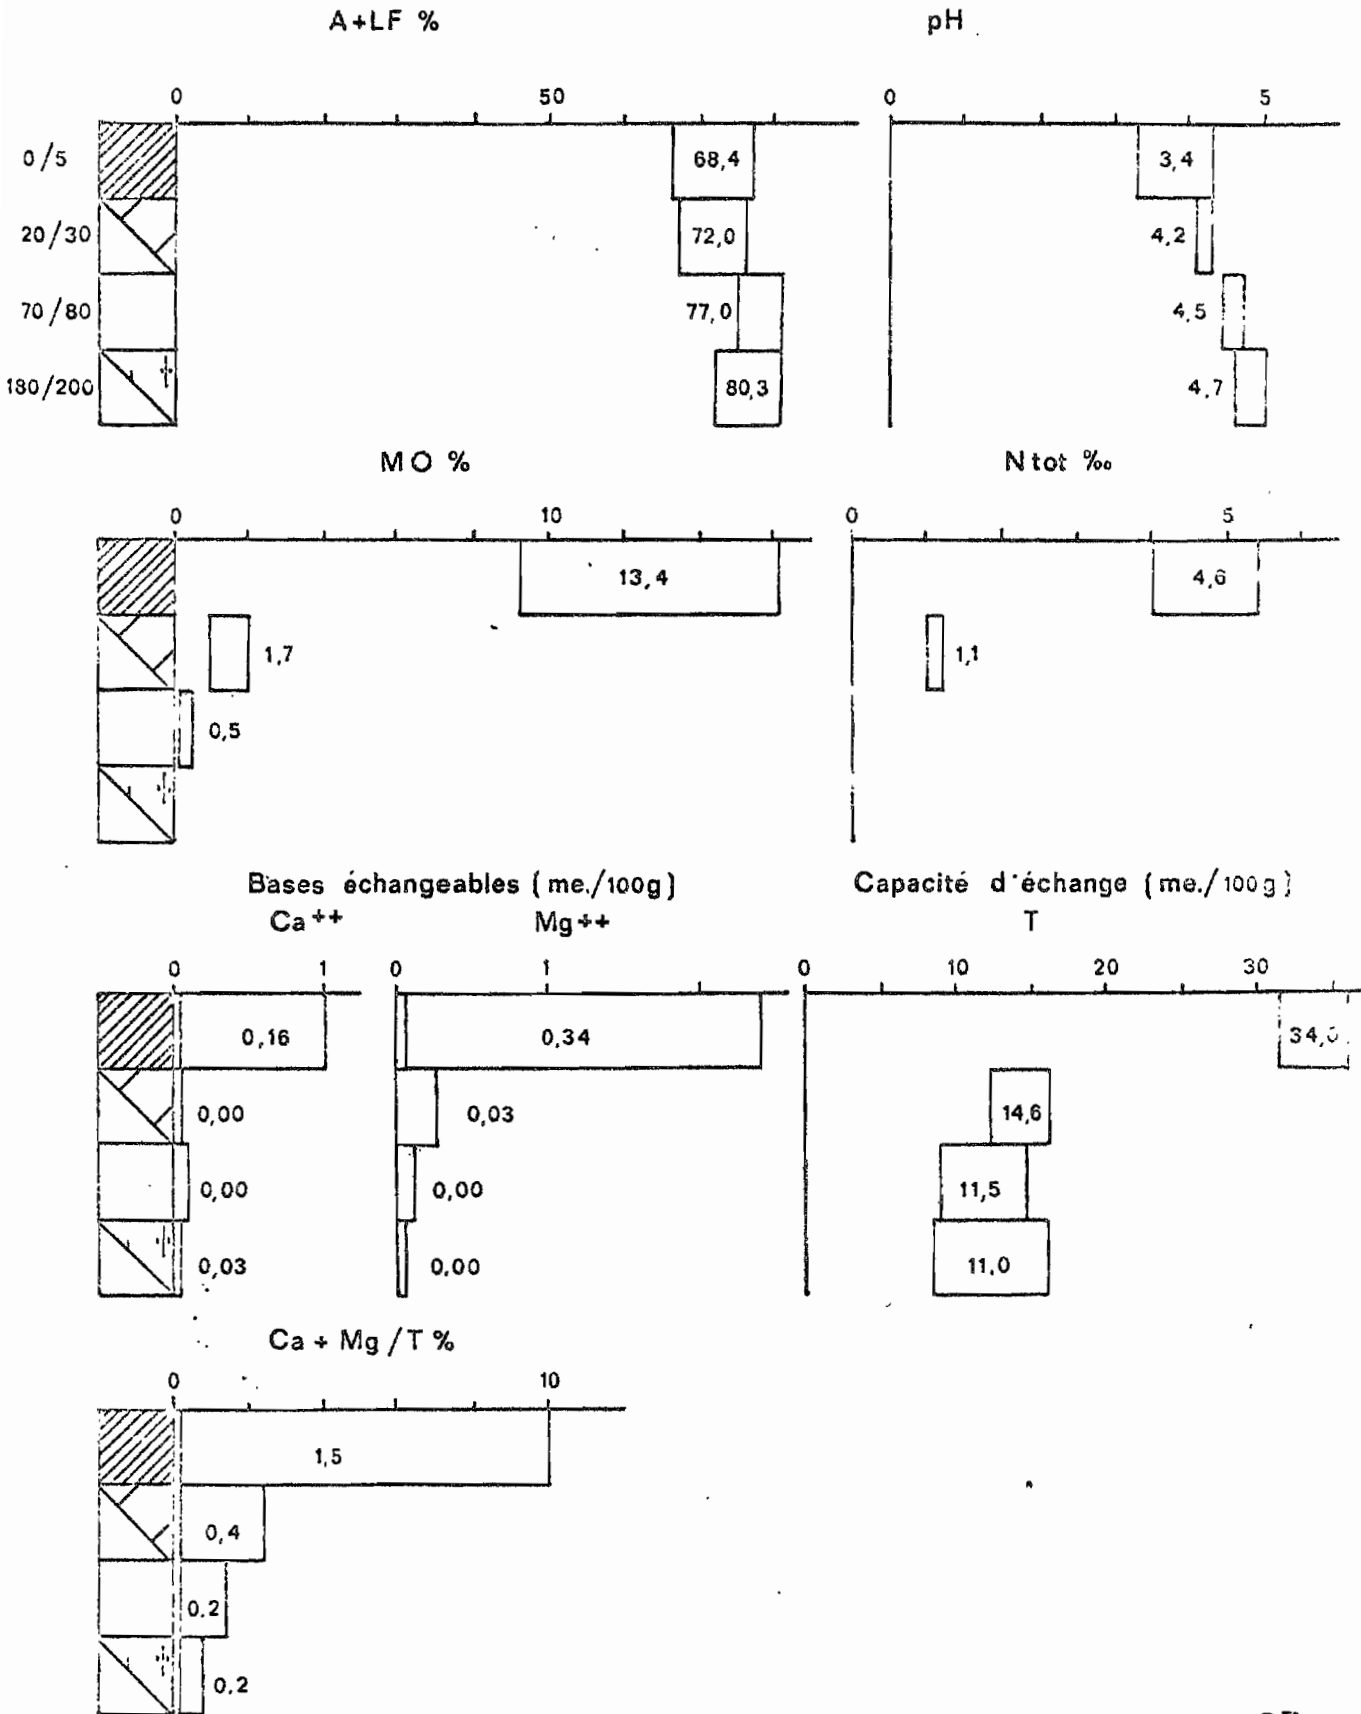 A+LF %
pH
0 50
0 5
0/5 68,4 3,4
20/30 72,0 4,2
70/80 77,0 4,5
180/200 80,3 4,7
MO %
N tot ‰
0 10
0 5
13,4 4,6
1,7 1,1
0,5
Bases échangeables (me./100g)
Capacité d'échange (me./100g)
Ca++ Mg++ T
0 1
0 1
0 10 20 30
0,16 0,34
0,00 0,03 14,6
0,00 0,00 11,5
0,03 0,00 11,0
Ca + Mg /T %
0 10
1,5
0,4
0.2
0.2